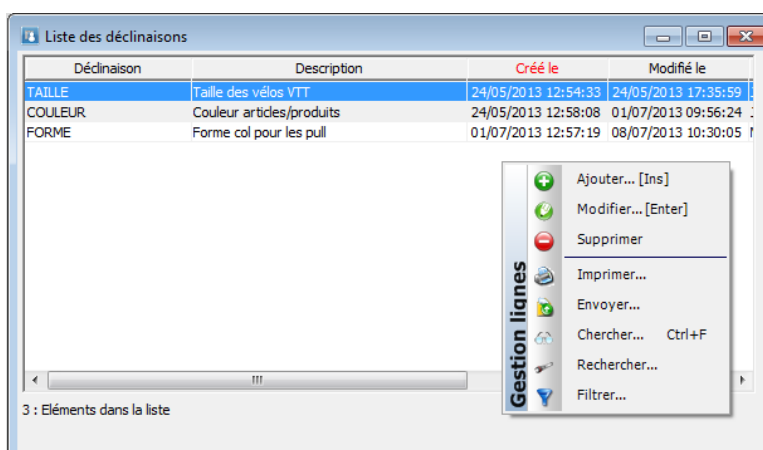 Liste des déclinaisons
Déclinaison Description Créé le Modifié le
TAILLE Taille des vélos VTT 24/05/2013 12:54:33 24/05/2013 17:35:59
COULEUR Couleur articles/produits 24/05/2013 12:58:08 01/07/2013 09:56:24
FORME Forme col pour les pull 01/07/2013 12:57:19 08/07/2013 10:30:05
Gestion lignes
Ajouter... [Ins]
Modifier... [Enter]
Supprimer
Imprimer...
Envoyer...
Chercher... Ctrl+F
Rechercher...
Filtrer...
3 : Eléments dans la liste